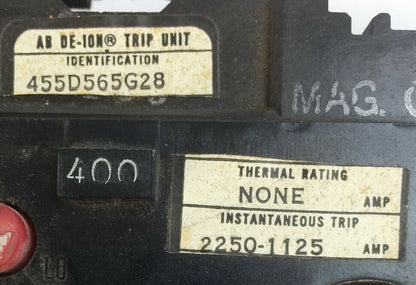 AB DE-ION® TRIP UNIT
IDENTIFICATION
455D565G28
MAG.
400
THERMAL RATING
NONE AMP
INSTANTANEOUS TRIP
2250-1125 AMP